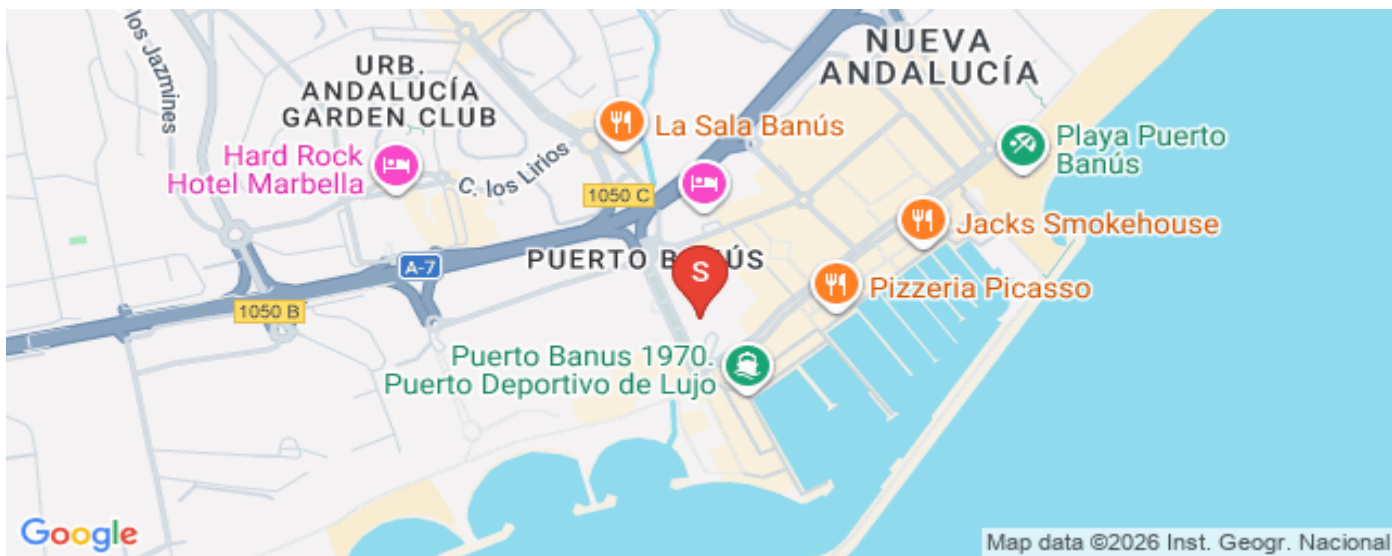 los Jazmines
URB.
ANDALUCÍA
GARDEN CLUB
NUEVA
ANDALUCÍA
La Sala Banús
Playa Puerto
Banús
Hard Rock
Hotel Marbella
C. los Lirios
1050 C
Jacks Smokehouse
PUERTO BANÚS
S
A-7
Pizzeria Picasso
1050 B
Puerto Banus 1970.
Puerto Deportivo de Lujo
Google
Map data ©2026 Inst. Geogr. Nacional